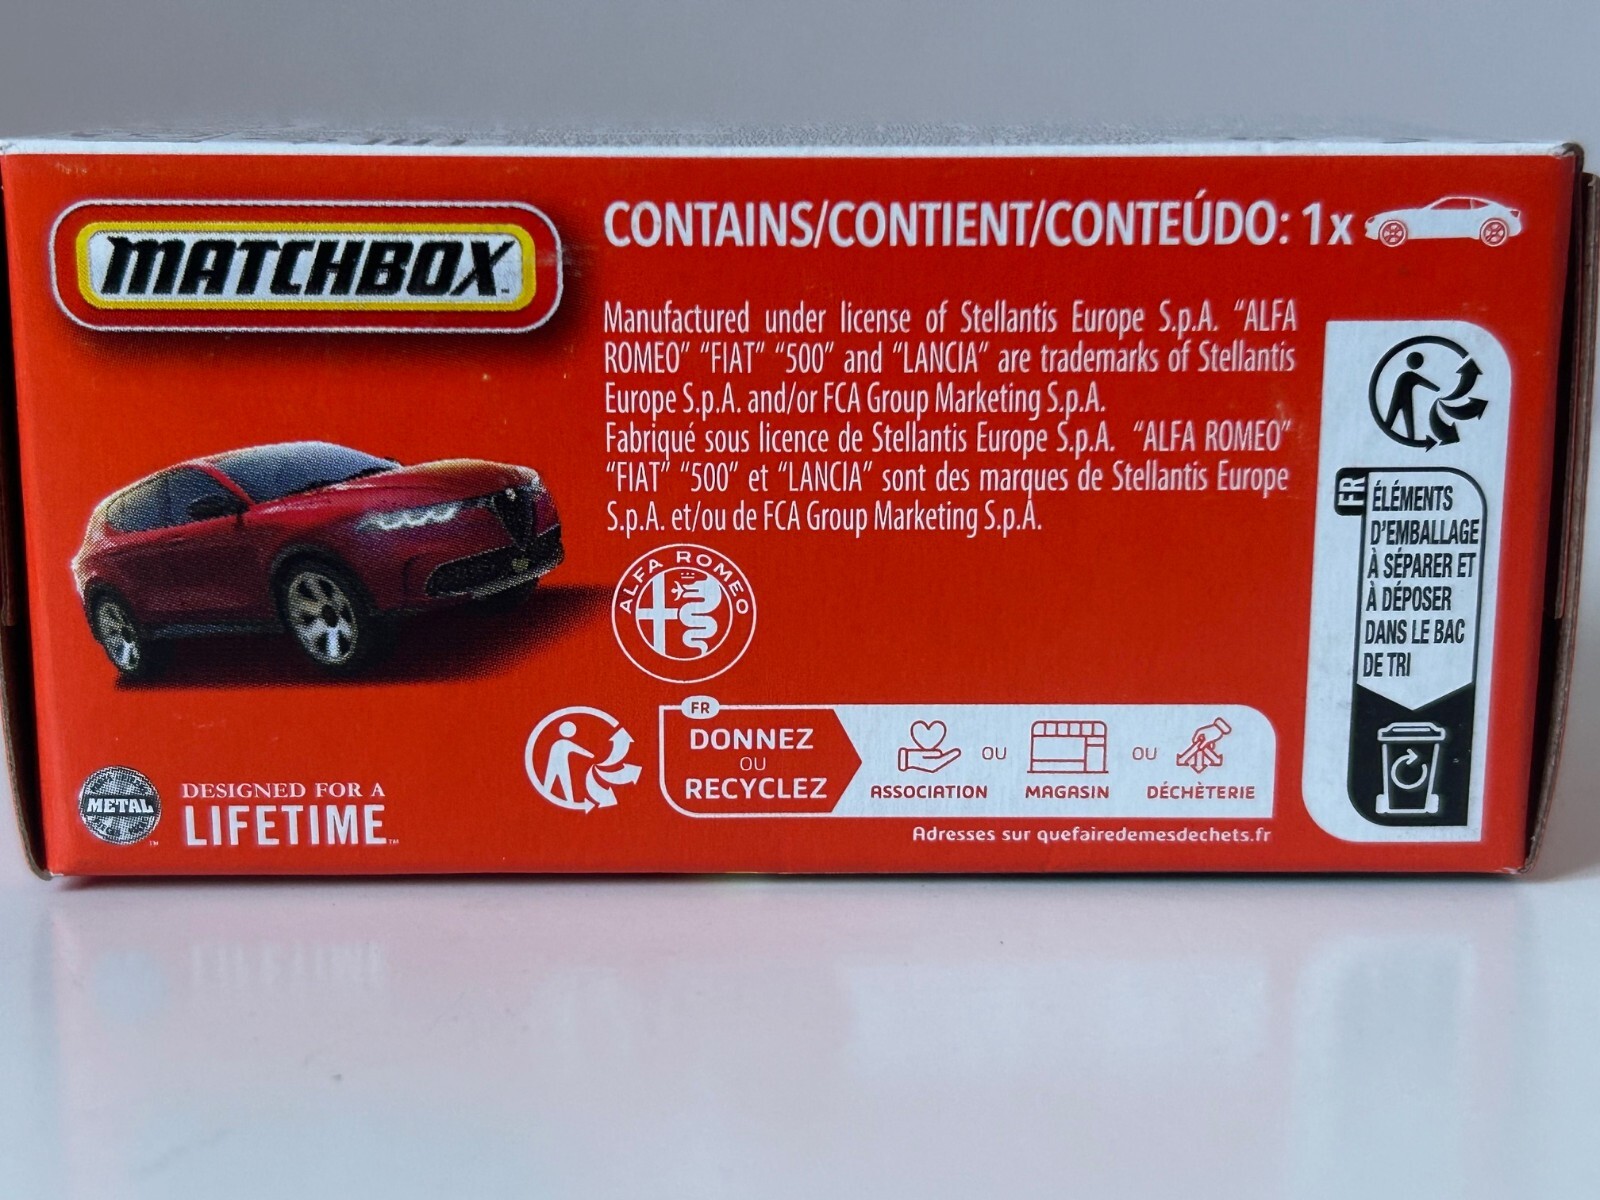 MATCHBOX
CONTAINS/CONTIENT/CONTEÚDO: 1x
Manufactured under license of Stellantis Europe S.p.A. “ALFA
ROMEO” “FIAT” “500” and “LANCIA” are trademarks of Stellantis
Europe S.p.A. and/or FCA Group Marketing S.p.A.
Fabriqué sous licence de Stellantis Europe S.p.A. “ALFA ROMEO”
“FIAT” “500” et “LANCIA” sont des marques de Stellantis Europe
S.p.A. et/ou de FCA Group Marketing S.p.A.
ALFA ROMEO
FR
ÉLÉMENTS
D'EMBALLAGE
À SÉPARER ET
À DÉPOSER
DANS LE BAC
DE TRI
METAL™
DESIGNED FOR A
LIFETIME™
FR
DONNEZ
OU
RECYCLEZ
ASSOCIATION OU MAGASIN OU DÉCHÈTERIE
Adresses sur quefairedemesdechets.fr